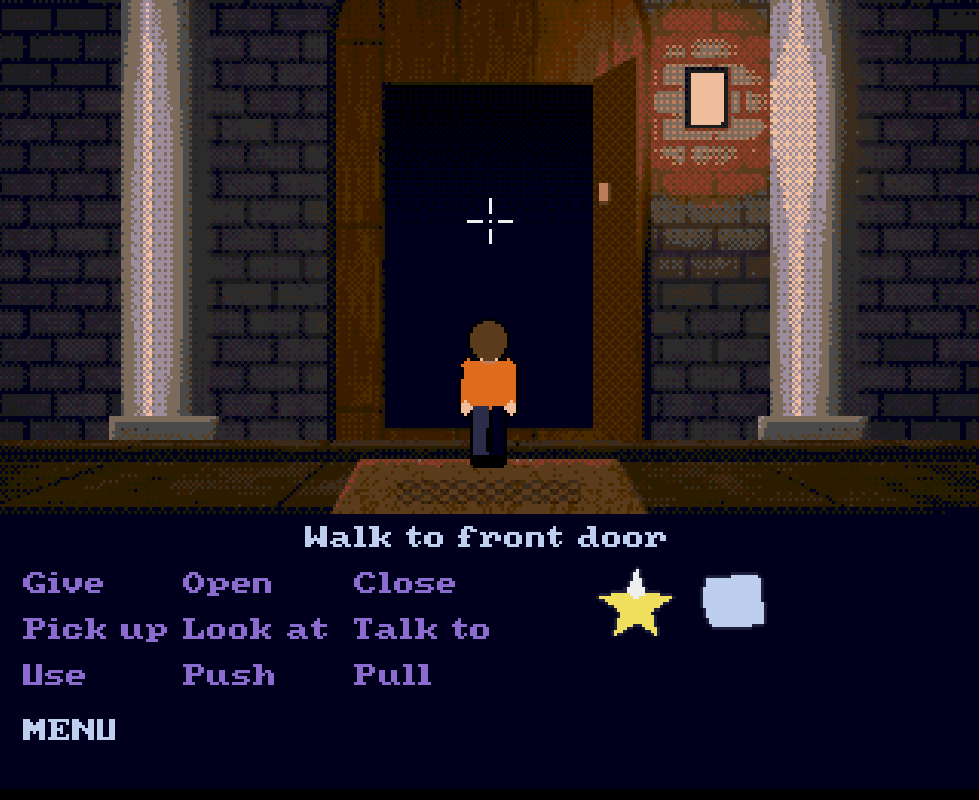 Walk to front door
Give Open Close
Pick up Look at Talk to
Use Push Pull
MENU